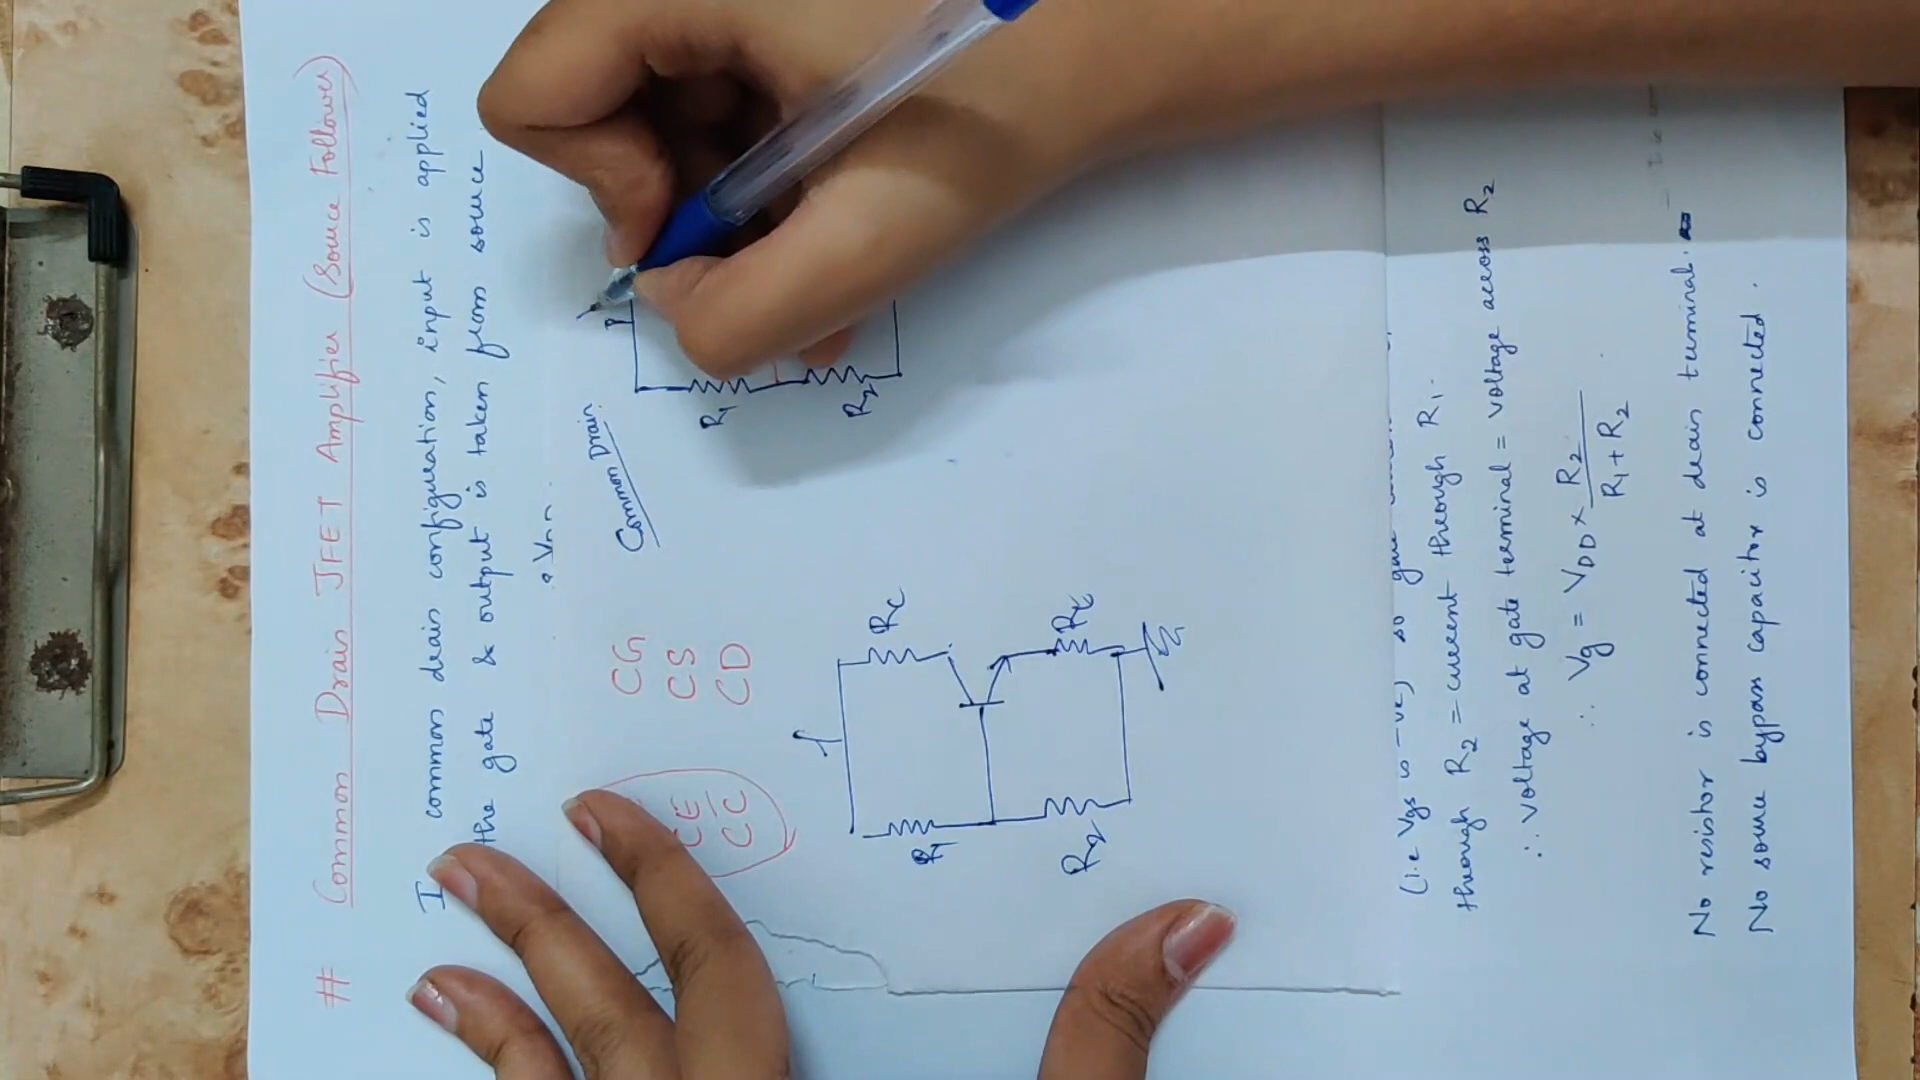 # Common Drain JFET Amplifier (Source Follower)
In common drain configuration, input is applied
the gate & output is taken from source
Common Drain
CG
CS
CD
CE
CC
R1
R2
RC
RE
R1
R2
(i.e Vgs is -ve) so gate
through R2 = current through R1.
∴ voltage at gate terminal = voltage across R2
∴ Vg = VDD × R2 / R1 + R2
No resistor is connected at drain terminal.
No source bypass capacitor is connected.